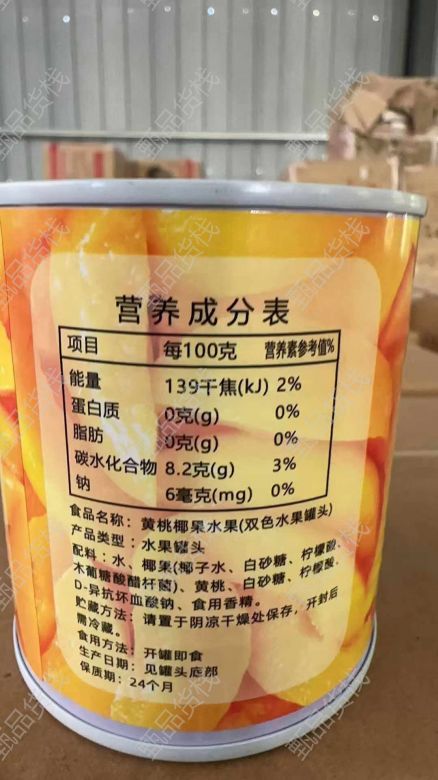 营养成分表
项目 每100克 营养素参考值%
能量 139千焦(kJ) 2%
蛋白质 0克(g) 0%
脂肪 0克(g) 0%
碳水化合物 8.2克(g) 3%
钠 6毫克(mg) 0%
食品名称：黄桃椰果水果(双色水果罐头)
产品类型：水果罐头
配料：水、椰果(椰子水、白砂糖、柠檬酸、
木葡糖酸醋杆菌)、黄桃、白砂糖、柠檬酸、
D-异抗坏血酸钠、食用香精。
贮藏方法：请置于阴凉干燥处保存，开封后
需冷藏。
食用方法：开罐即食
生产日期：见罐头底部
保质期：24个月
甄品货栈